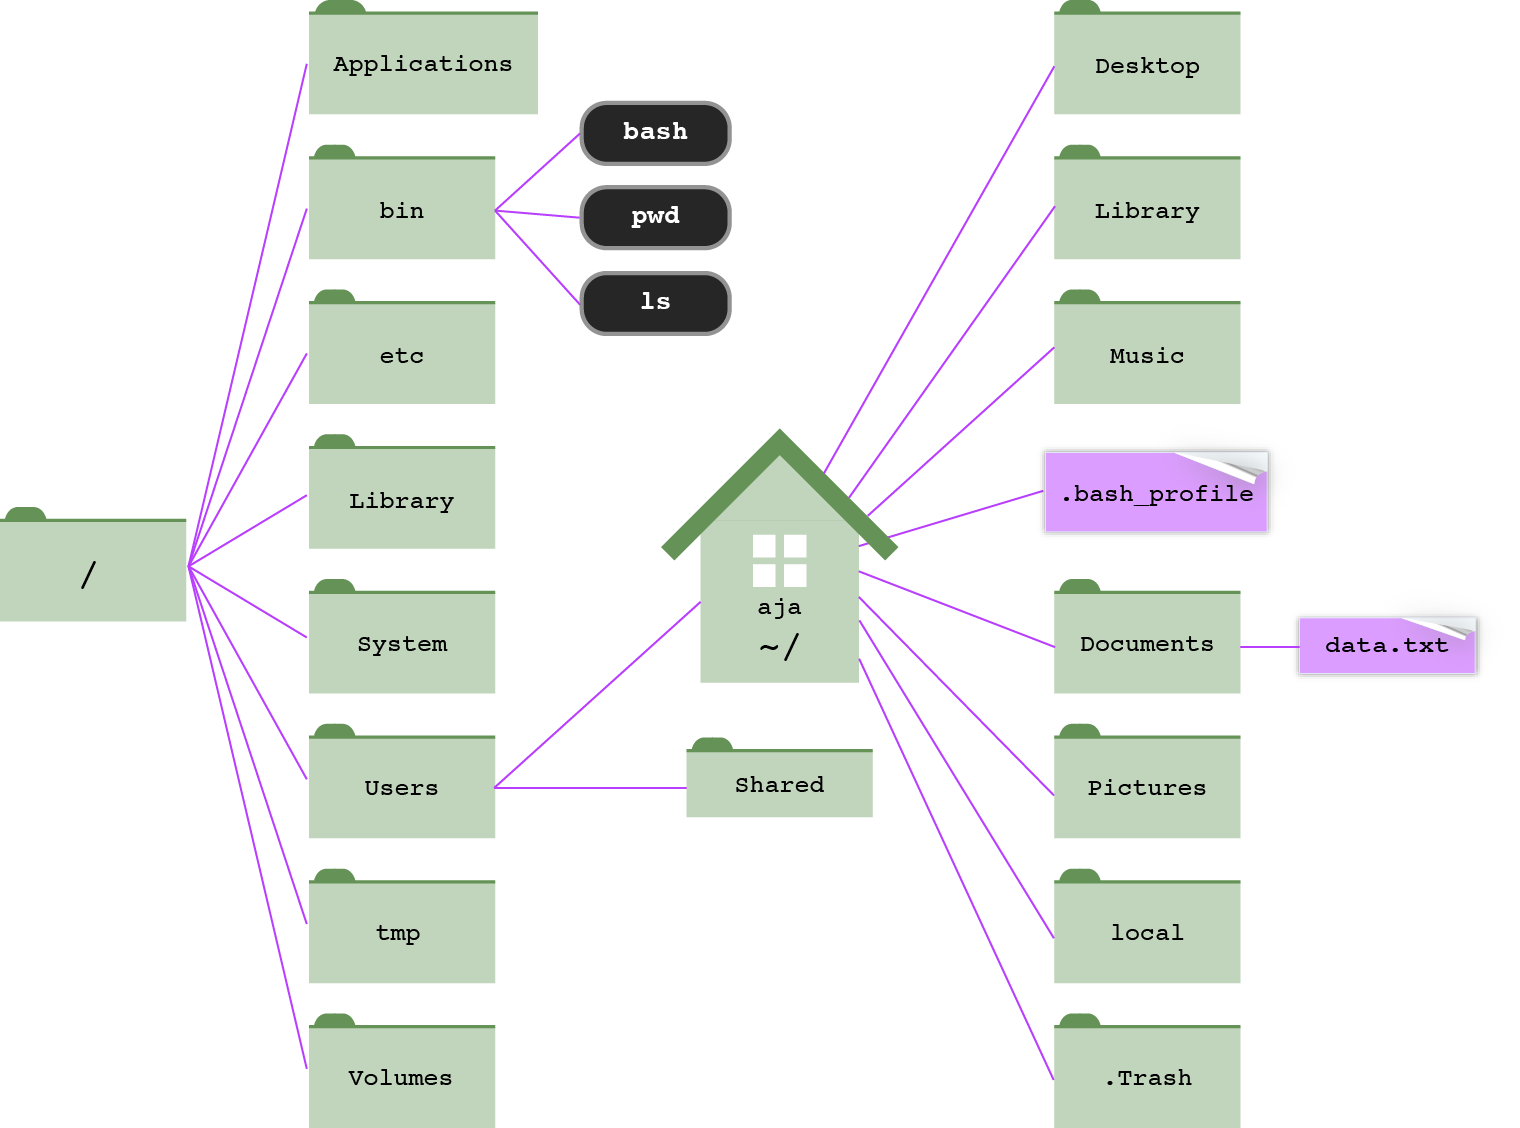 /
Applications
bin
etc
Library
System
Users
tmp
Volumes
bash
pwd
ls
aja
~/
Shared
Desktop
Library
Music
.bash_profile
Documents
data.txt
Pictures
local
.Trash